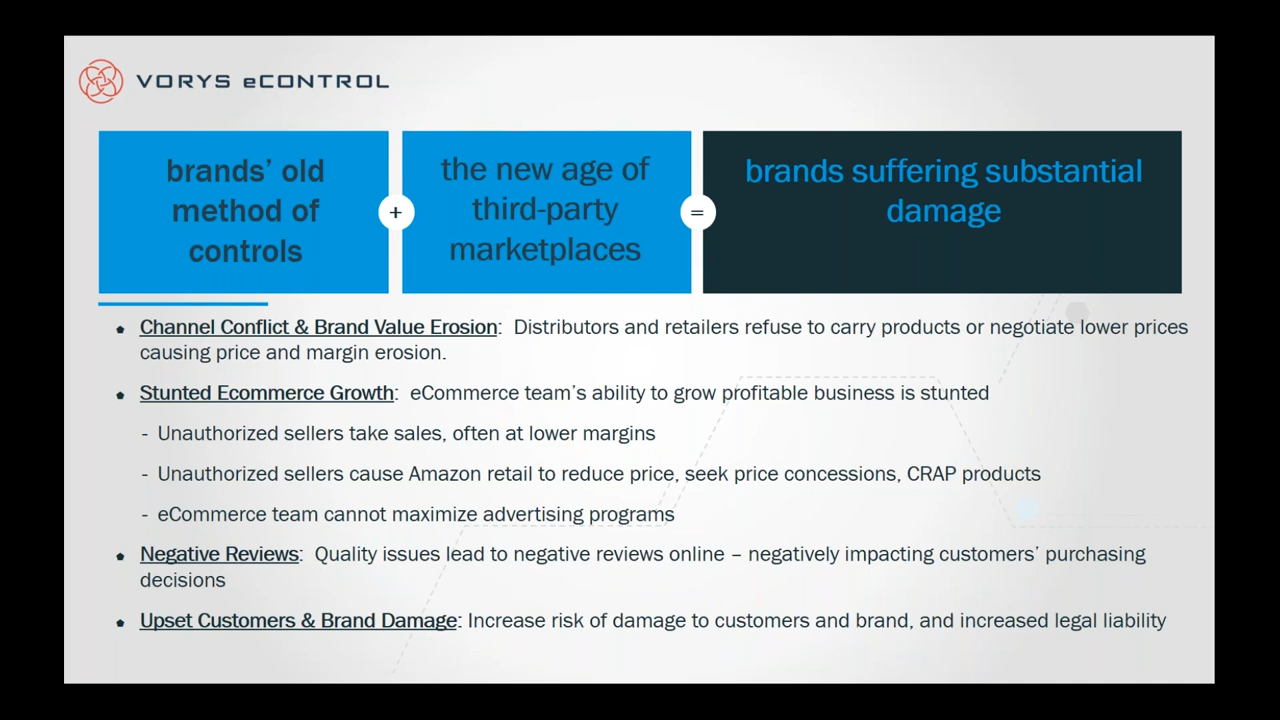 VORYS eCONTROL
brands’ old
method of
controls
+
the new age of
third-party
marketplaces
=
brands suffering substantial
damage
Channel Conflict & Brand Value Erosion: Distributors and retailers refuse to carry products or negotiate lower prices
causing price and margin erosion.
Stunted Ecommerce Growth: eCommerce team’s ability to grow profitable business is stunted
- Unauthorized sellers take sales, often at lower margins
- Unauthorized sellers cause Amazon retail to reduce price, seek price concessions, CRAP products
- eCommerce team cannot maximize advertising programs
Negative Reviews: Quality issues lead to negative reviews online – negatively impacting customers’ purchasing
decisions
Upset Customers & Brand Damage: Increase risk of damage to customers and brand, and increased legal liability